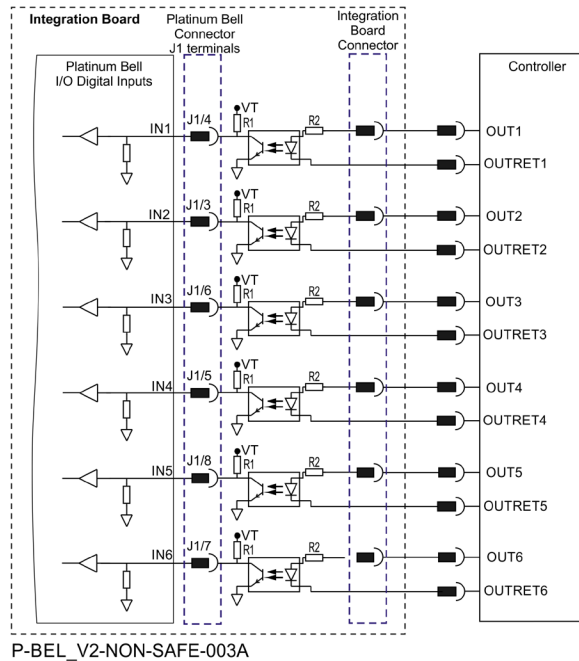 Integration Board
Platinum Bell
Connector
J1 terminals
Integration
Board
Connector
Platinum Bell
I/O Digital Inputs
Controller
IN1
J1/4
VT
R1
R2
OUT1
OUTRET1
IN2
J1/3
VT
R1
R2
OUT2
OUTRET2
IN3
J1/6
VT
R1
R2
OUT3
OUTRET3
IN4
J1/5
VT
R1
R2
OUT4
OUTRET4
IN5
J1/8
VT
R1
R2
OUT5
OUTRET5
IN6
J1/7
VT
R1
R2
OUT6
OUTRET6
P-BEL_V2-NON-SAFE-003A